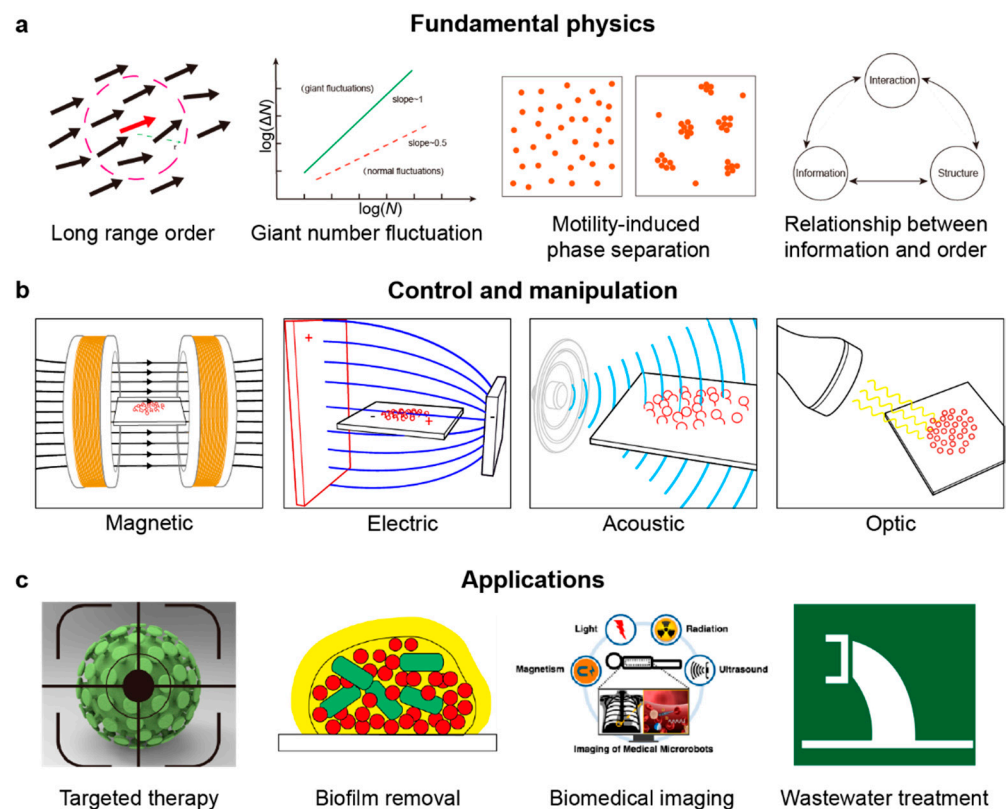 a
Fundamental physics
r
log(ΔN)
(giant fluctuations)
slope~1
slope~0.5
(normal fluctuations)
log(N)
Interaction
Information
Structure
Long range order
Giant number fluctuation
Motility-induced
phase separation
Relationship between
information and order
b
Control and manipulation
+
-
+
-
Magnetic
Electric
Acoustic
Optic
c
Applications
Light
Radiation
Magnetism
Ultrasound
Imaging of Medical Microrobots
Targeted therapy
Biofilm removal
Biomedical imaging
Wastewater treatment